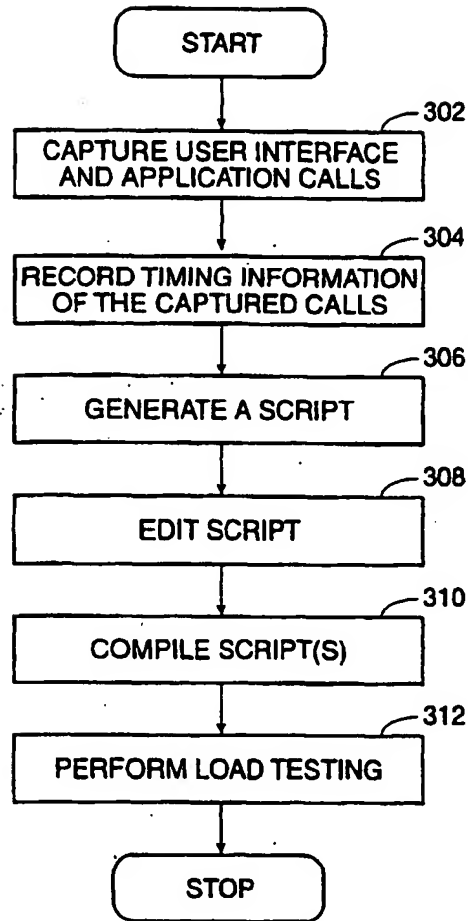 START
302
CAPTURE USER INTERFACE
AND APPLICATION CALLS
304
RECORD TIMING INFORMATION
OF THE CAPTURED CALLS
306
GENERATE A SCRIPT
308
EDIT SCRIPT
310
COMPILE SCRIPT(S)
312
PERFORM LOAD TESTING
STOP